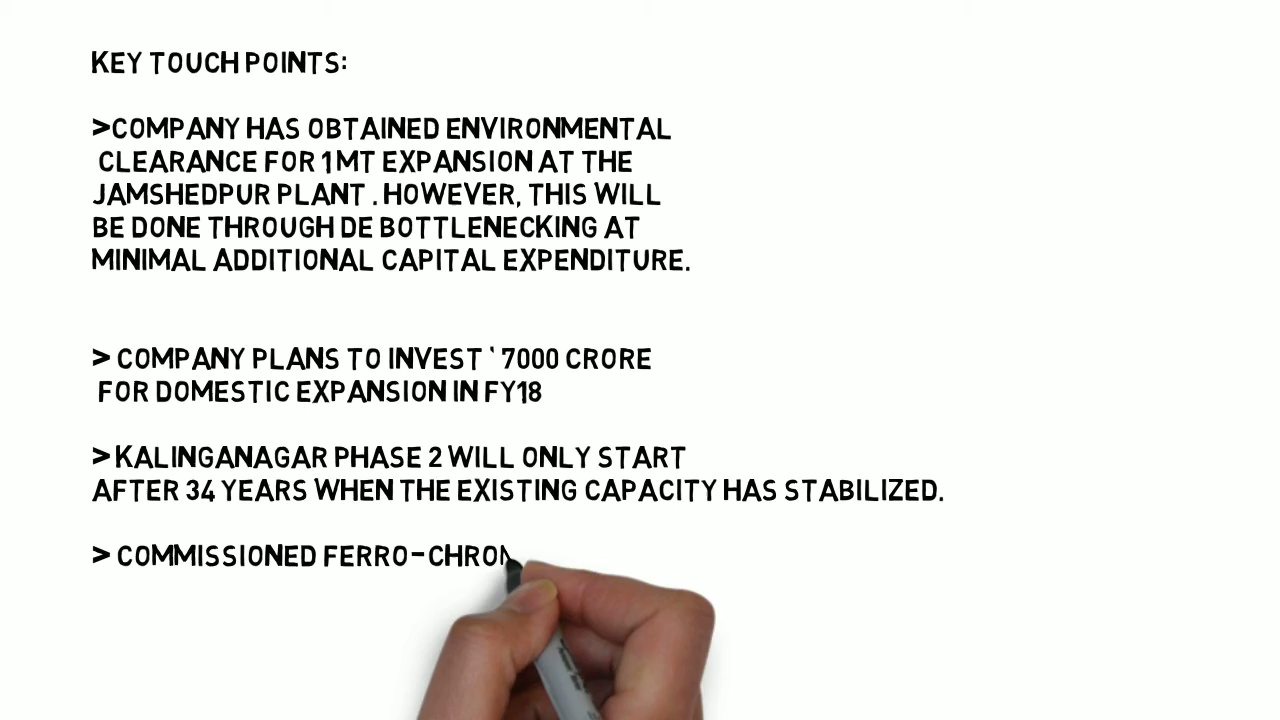 KEY TOUCH POINTS:
>COMPANY HAS OBTAINED ENVIRONMENTAL
CLEARANCE FOR 1 MT EXPANSION AT THE
JAMSHEDPUR PLANT . HOWEVER, THIS WILL
BE DONE THROUGH DE BOTTLENECKING AT
MINIMAL ADDITIONAL CAPITAL EXPENDITURE.
> COMPANY PLANS TO INVEST ` 7000 CRORE
FOR DOMESTIC EXPANSION IN FY18
> KALINGANAGAR PHASE 2 WILL ONLY START
AFTER 34 YEARS WHEN THE EXISTING CAPACITY HAS STABILIZED.
> COMMISSIONED FERRO-CHRO